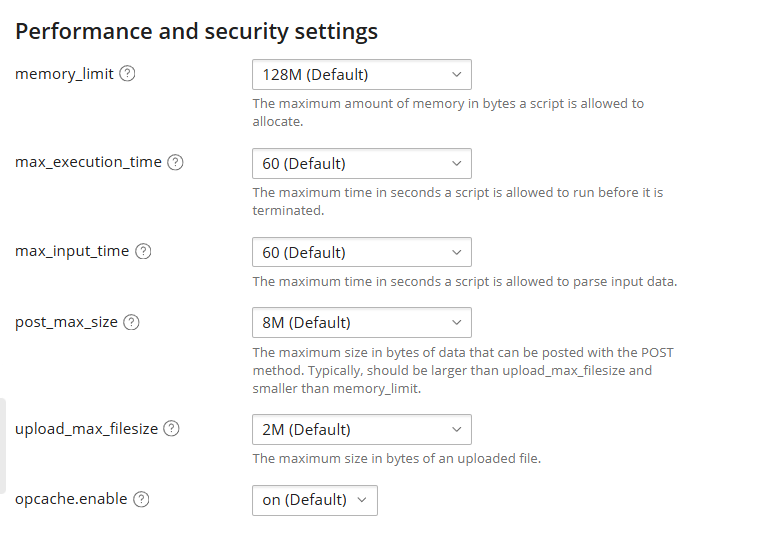 Performance and security settings
memory_limit ?
128M (Default)
The maximum amount of memory in bytes a script is allowed to
allocate.
max_execution_time ?
60 (Default)
The maximum time in seconds a script is allowed to run before it is
terminated.
max_input_time ?
60 (Default)
The maximum time in seconds a script is allowed to parse input data.
post_max_size ?
8M (Default)
The maximum size in bytes of data that can be posted with the POST
method. Typically, should be larger than upload_max_filesize and
smaller than memory_limit.
upload_max_filesize ?
2M (Default)
The maximum size in bytes of an uploaded file.
opcache.enable ?
on (Default)